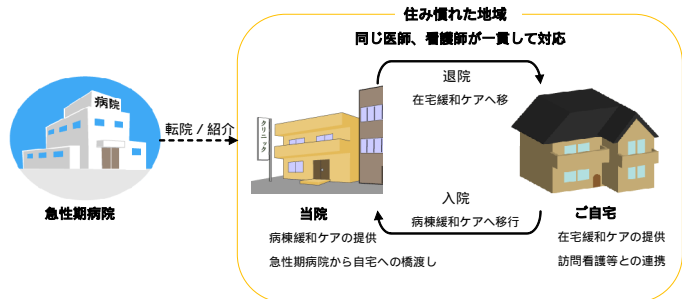 住み慣れた地域
同じ医師、看護師が一貫して対応
病院
転院 / 紹介
急性期病院
クリニック
退院
在宅緩和ケアへ移
入院
病棟緩和ケアへ移行
当院
病棟緩和ケアの提供
急性期病院から自宅への橋渡し
ご自宅
在宅緩和ケアの提供
訪問看護等との連携